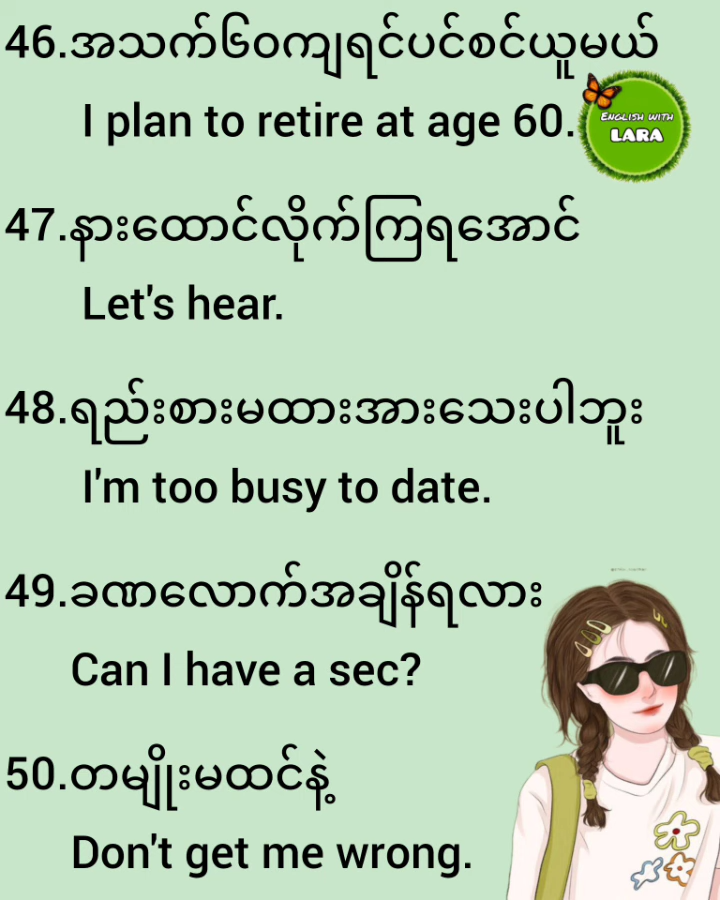 46.အသက်၆၀ကျရင်ပင်စင်ယူမယ်
I plan to retire at age 60.
ENGLISH WITH
LARA
47.နားထောင်လိုက်ကြရအောင်
Let's hear.
48.ရည်းစားမထားအားသေးပါဘူး
I'm too busy to date.
49.ခဏလောက်အချိန်ရလား
Can I have a sec?
50.တမျိုးမထင်နဲ့
Don't get me wrong.